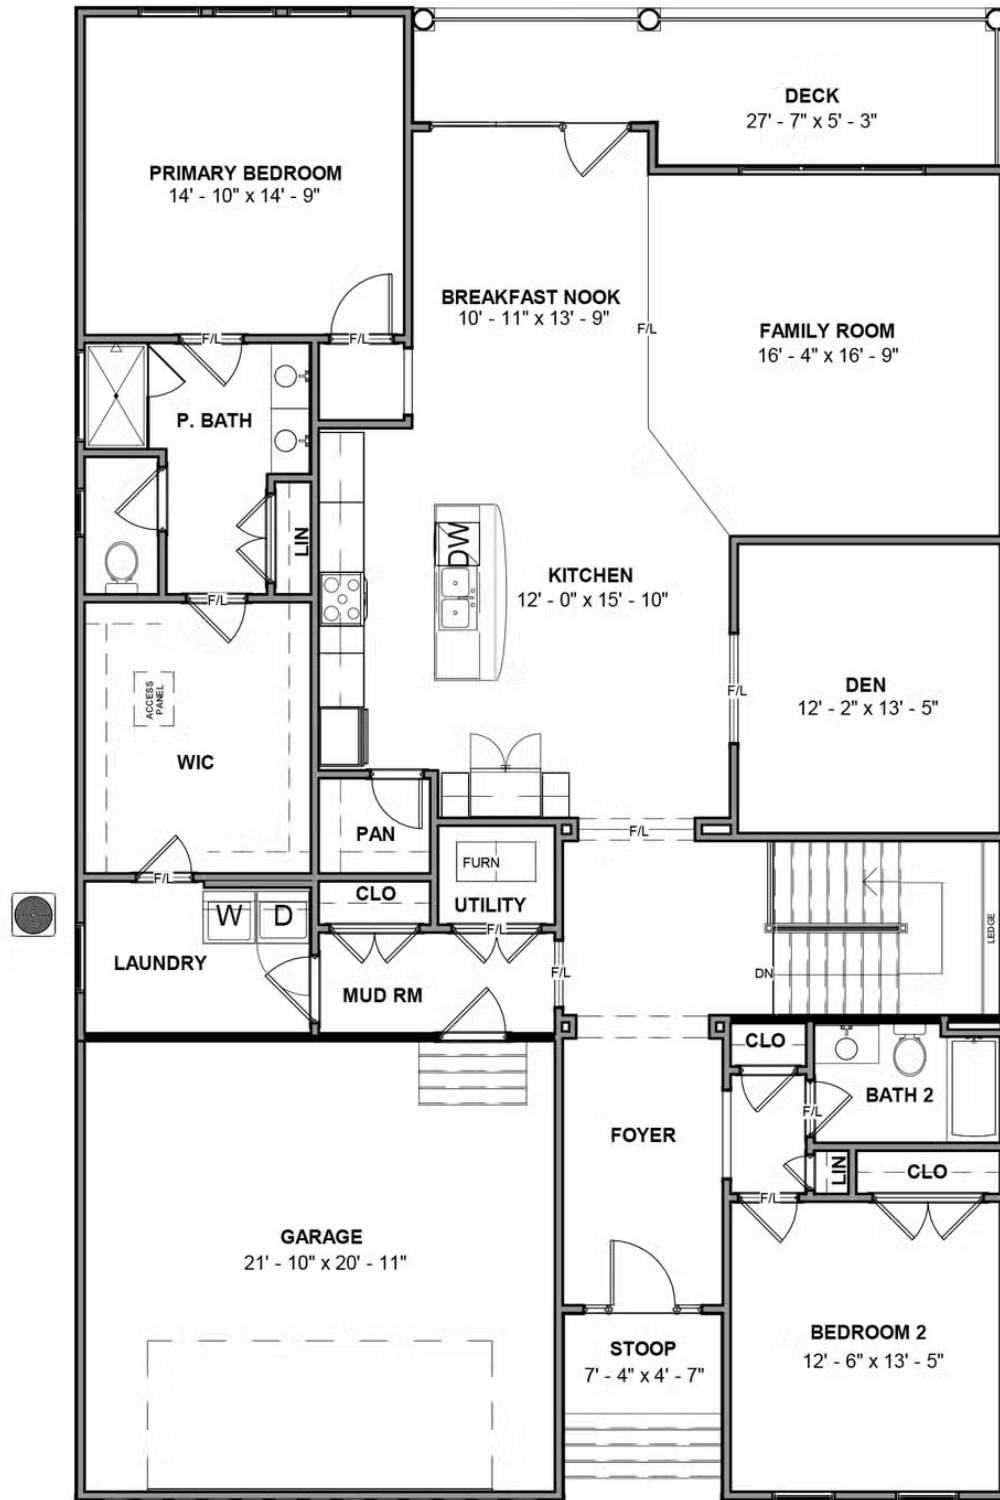 DECK
27' - 7" x 5' - 3"
PRIMARY BEDROOM
14' - 10" x 14' - 9"
BREAKFAST NOOK
10' - 11" x 13' - 9"
F/L
FAMILY ROOM
16' - 4" x 16' - 9"
F/L
F/L
P. BATH
LIN
DW
KITCHEN
12' - 0" x 15' - 10"
F/L
ACCESS
PANEL
WIC
F/L
DEN
12' - 2" x 13' - 5"
PAN
F/L
FURN
CLO
UTILITY
F/L
F/L
W
D
LAUNDRY
MUD RM
F/L
DN
LEDGE
CLO
BATH 2
F/L
FOYER
LIN
CLO
F/L
GARAGE
21' - 10" x 20' - 11"
STOOP
7' - 4" x 4' - 7"
BEDROOM 2
12' - 6" x 13' - 5"